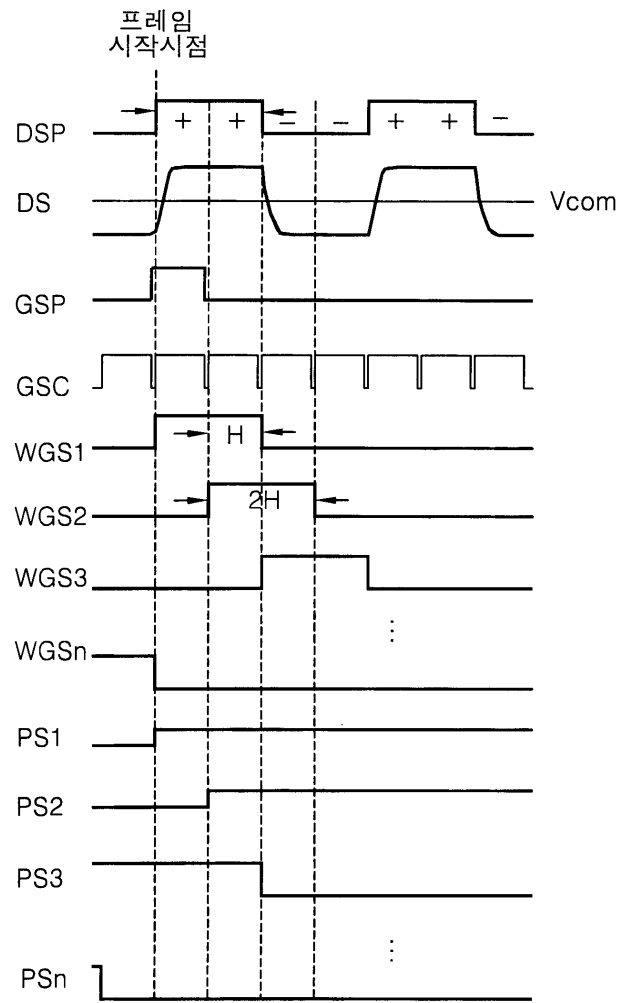 프레임
시작시점
DSP + + − − + + −
DS Vcom
GSP
GSC
WGS1 H
WGS2 2H
WGS3
⋮
WGSn
PS1
PS2
PS3
⋮
PSn